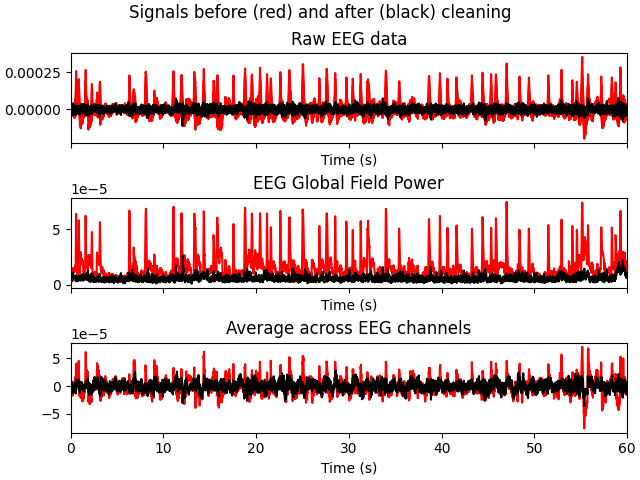 Signals before (red) and after (black) cleaning
Raw EEG data
0.00025
0.00000
Time (s)
EEG Global Field Power
1e−5
5
0
Time (s)
Average across EEG channels
1e−5
5
0
−5
0 10 20 30 40 50 60
Time (s)